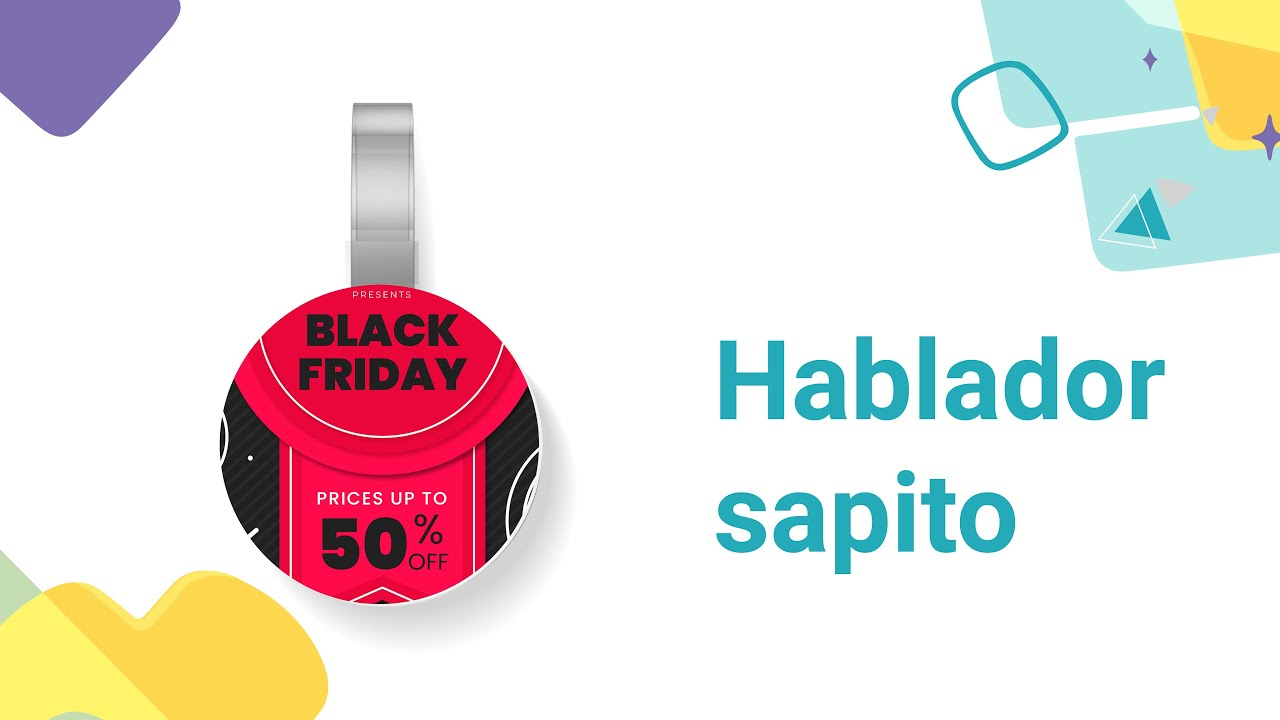 PRESENTS
BLACK
FRIDAY
PRICES UP TO
50% OFF
Hablador
sapito